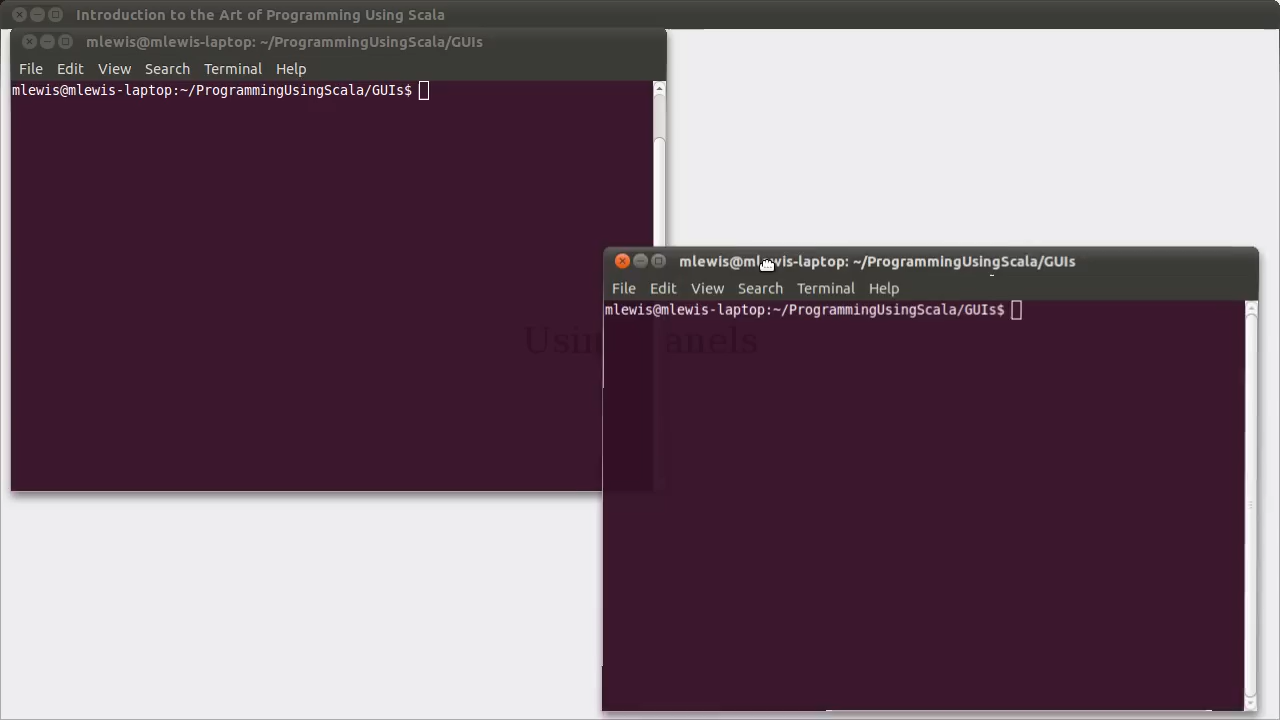 Introduction to the Art of Programming Using Scala
mlewis@mlewis-laptop: ~/ProgrammingUsingScala/GUIs
File Edit View Search Terminal Help
mlewis@mlewis-laptop:~/ProgrammingUsingScala/GUIs$
mlewis@mlewis-laptop: ~/ProgrammingUsingScala/GUIs
File Edit View Search Terminal Help
mlewis@mlewis-laptop:~/ProgrammingUsingScala/GUIs$
Using Panels